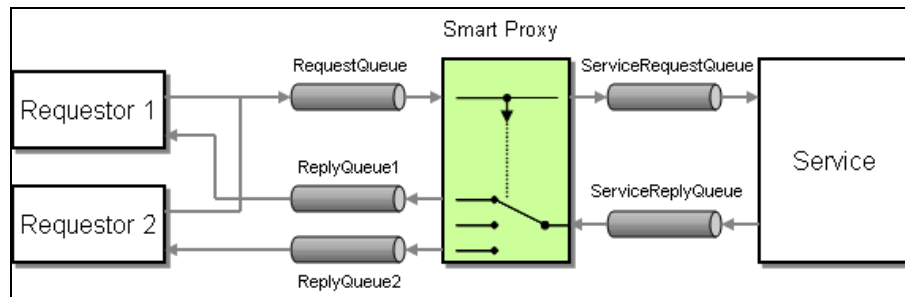 Smart Proxy
RequestQueue
ServiceRequestQueue
Requestor 1
ReplyQueue1
Service
ServiceReplyQueue
Requestor 2
ReplyQueue2